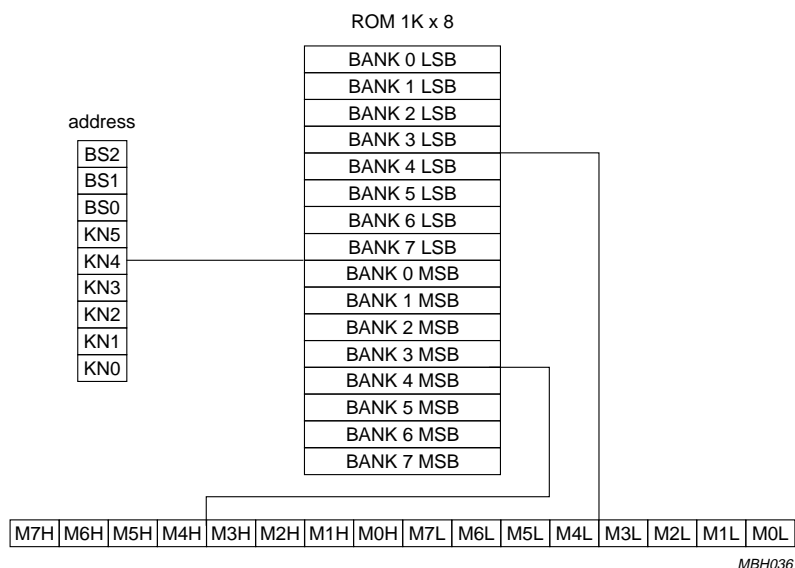 ROM 1K x 8
BANK 0 LSB
BANK 1 LSB
BANK 2 LSB
BANK 3 LSB
BANK 4 LSB
BANK 5 LSB
BANK 6 LSB
BANK 7 LSB
BANK 0 MSB
BANK 1 MSB
BANK 2 MSB
BANK 3 MSB
BANK 4 MSB
BANK 5 MSB
BANK 6 MSB
BANK 7 MSB
address
BS2
BS1
BS0
KN5
KN4
KN3
KN2
KN1
KN0
M7H M6H M5H M4H M3H M2H M1H M0H M7L M6L M5L M4L M3L M2L M1L M0L
MBH036